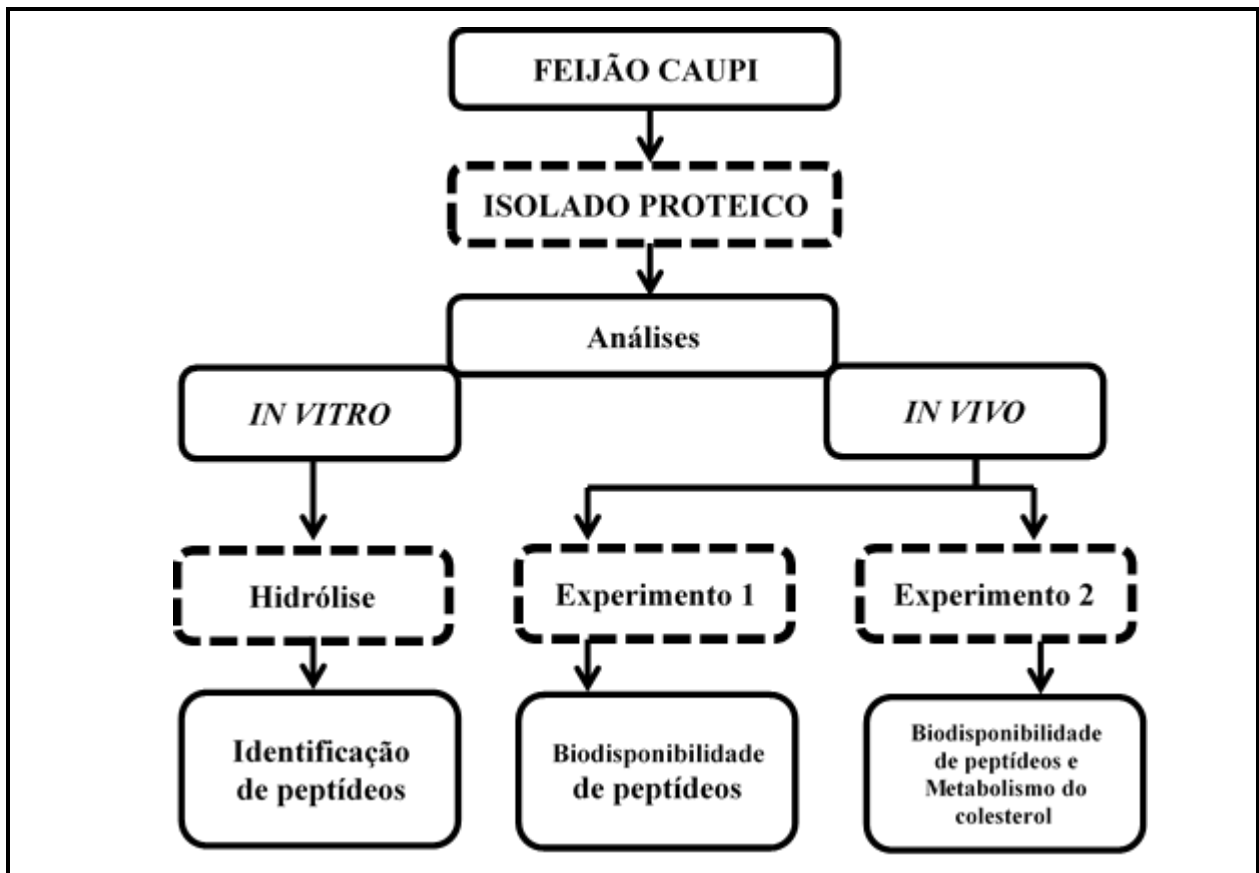 FEIJÃO CAUPI
ISOLADO PROTEICO
Análises
IN VITRO
IN VIVO
Hidrólise
Experimento 1
Experimento 2
Identificação
de peptídeos
Biodisponibilidade
de peptídeos
Biodisponibilidade
de peptídeos e
Metabolismo do
colesterol